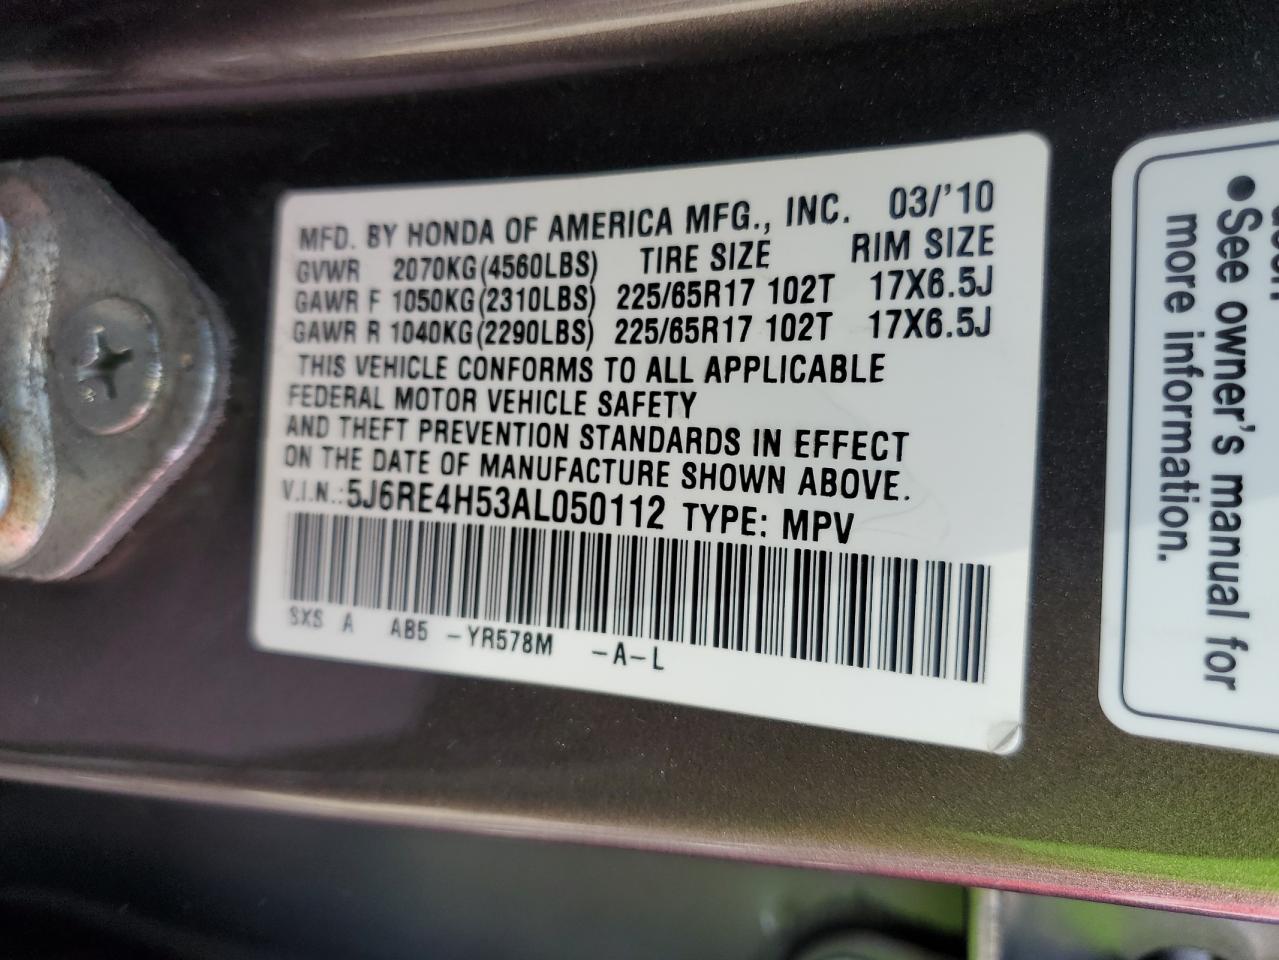 MFD. BY HONDA OF AMERICA MFG., INC. 03/'10
GVWR 2070KG(4560LBS) TIRE SIZE RIM SIZE
GAWR F 1050KG(2310LBS) 225/65R17 102T 17X6.5J
GAWR R 1040KG(2290LBS) 225/65R17 102T 17X6.5J
THIS VEHICLE CONFORMS TO ALL APPLICABLE
FEDERAL MOTOR VEHICLE SAFETY
AND THEFT PREVENTION STANDARDS IN EFFECT
ON THE DATE OF MANUFACTURE SHOWN ABOVE.
V.I.N.:5J6RE4H53AL050112 TYPE: MPV
SXS A AB5 -YR578M -A-L
●See owner's manual for
more information.